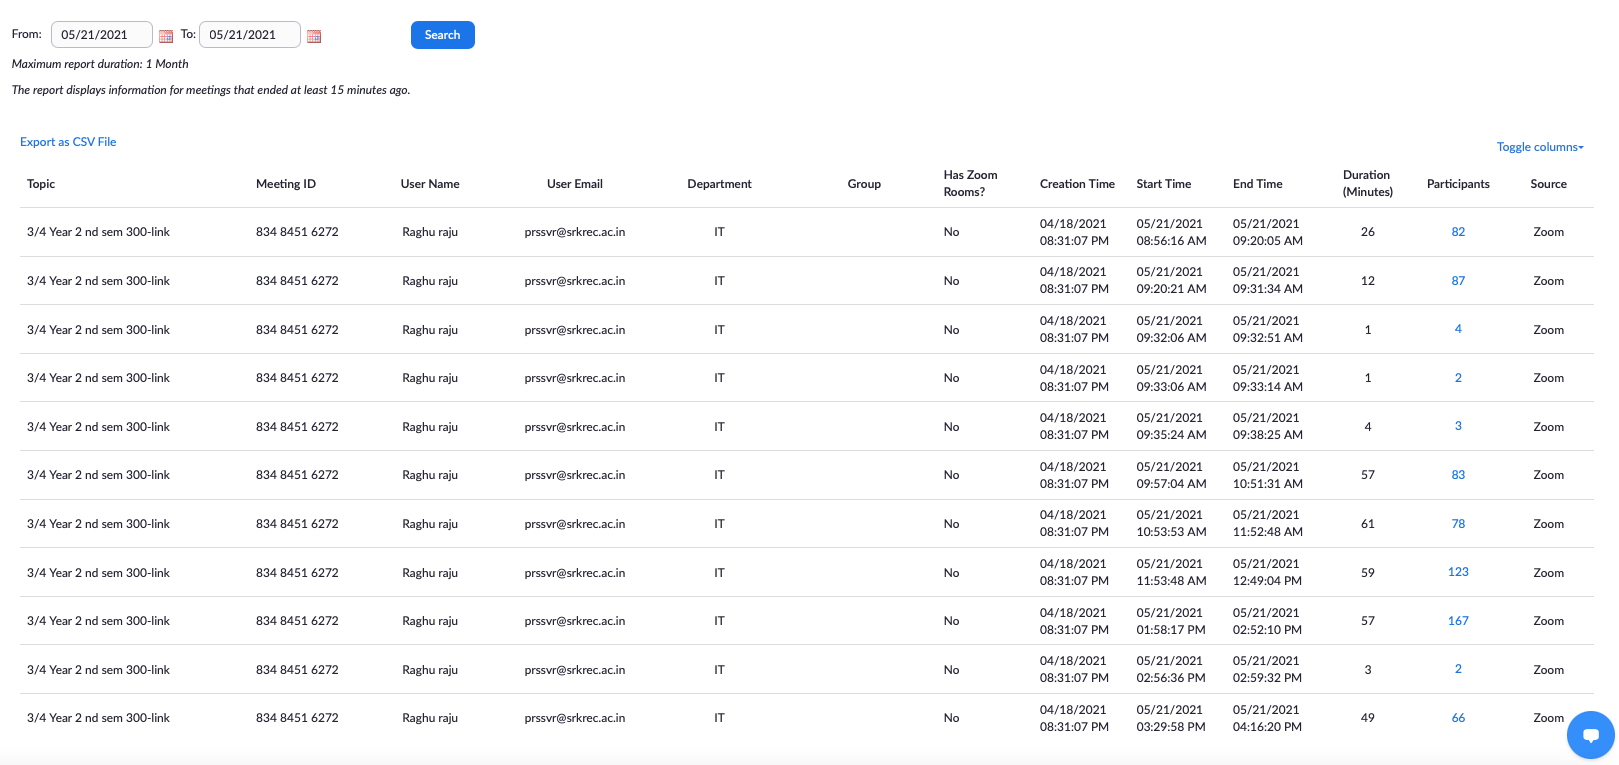 From: 05/21/2021 To: 05/21/2021 Search
Maximum report duration: 1 Month
The report displays information for meetings that ended at least 15 minutes ago.
Export as CSV File
Toggle columns
Topic Meeting ID User Name User Email Department Group Has Zoom Rooms? Creation Time Start Time End Time Duration (Minutes) Participants Source
3/4 Year 2 nd sem 300-link 834 8451 6272 Raghu raju prssvr@srkrec.ac.in IT No 04/18/2021 08:31:07 PM 05/21/2021 08:56:16 AM 05/21/2021 09:20:05 AM 26 82 Zoom
3/4 Year 2 nd sem 300-link 834 8451 6272 Raghu raju prssvr@srkrec.ac.in IT No 04/18/2021 08:31:07 PM 05/21/2021 09:20:21 AM 05/21/2021 09:31:34 AM 12 87 Zoom
3/4 Year 2 nd sem 300-link 834 8451 6272 Raghu raju prssvr@srkrec.ac.in IT No 04/18/2021 08:31:07 PM 05/21/2021 09:32:06 AM 05/21/2021 09:32:51 AM 1 4 Zoom
3/4 Year 2 nd sem 300-link 834 8451 6272 Raghu raju prssvr@srkrec.ac.in IT No 04/18/2021 08:31:07 PM 05/21/2021 09:33:06 AM 05/21/2021 09:33:14 AM 1 2 Zoom
3/4 Year 2 nd sem 300-link 834 8451 6272 Raghu raju prssvr@srkrec.ac.in IT No 04/18/2021 08:31:07 PM 05/21/2021 09:35:24 AM 05/21/2021 09:38:25 AM 4 3 Zoom
3/4 Year 2 nd sem 300-link 834 8451 6272 Raghu raju prssvr@srkrec.ac.in IT No 04/18/2021 08:31:07 PM 05/21/2021 09:57:04 AM 05/21/2021 10:51:31 AM 57 83 Zoom
3/4 Year 2 nd sem 300-link 834 8451 6272 Raghu raju prssvr@srkrec.ac.in IT No 04/18/2021 08:31:07 PM 05/21/2021 10:53:53 AM 05/21/2021 11:52:48 AM 61 78 Zoom
3/4 Year 2 nd sem 300-link 834 8451 6272 Raghu raju prssvr@srkrec.ac.in IT No 04/18/2021 08:31:07 PM 05/21/2021 11:53:48 AM 05/21/2021 12:49:04 PM 59 123 Zoom
3/4 Year 2 nd sem 300-link 834 8451 6272 Raghu raju prssvr@srkrec.ac.in IT No 04/18/2021 08:31:07 PM 05/21/2021 01:58:17 PM 05/21/2021 02:52:10 PM 57 167 Zoom
3/4 Year 2 nd sem 300-link 834 8451 6272 Raghu raju prssvr@srkrec.ac.in IT No 04/18/2021 08:31:07 PM 05/21/2021 02:56:36 PM 05/21/2021 02:59:32 PM 3 2 Zoom
3/4 Year 2 nd sem 300-link 834 8451 6272 Raghu raju prssvr@srkrec.ac.in IT No 04/18/2021 08:31:07 PM 05/21/2021 03:29:58 PM 05/21/2021 04:16:20 PM 49 66 Zoom